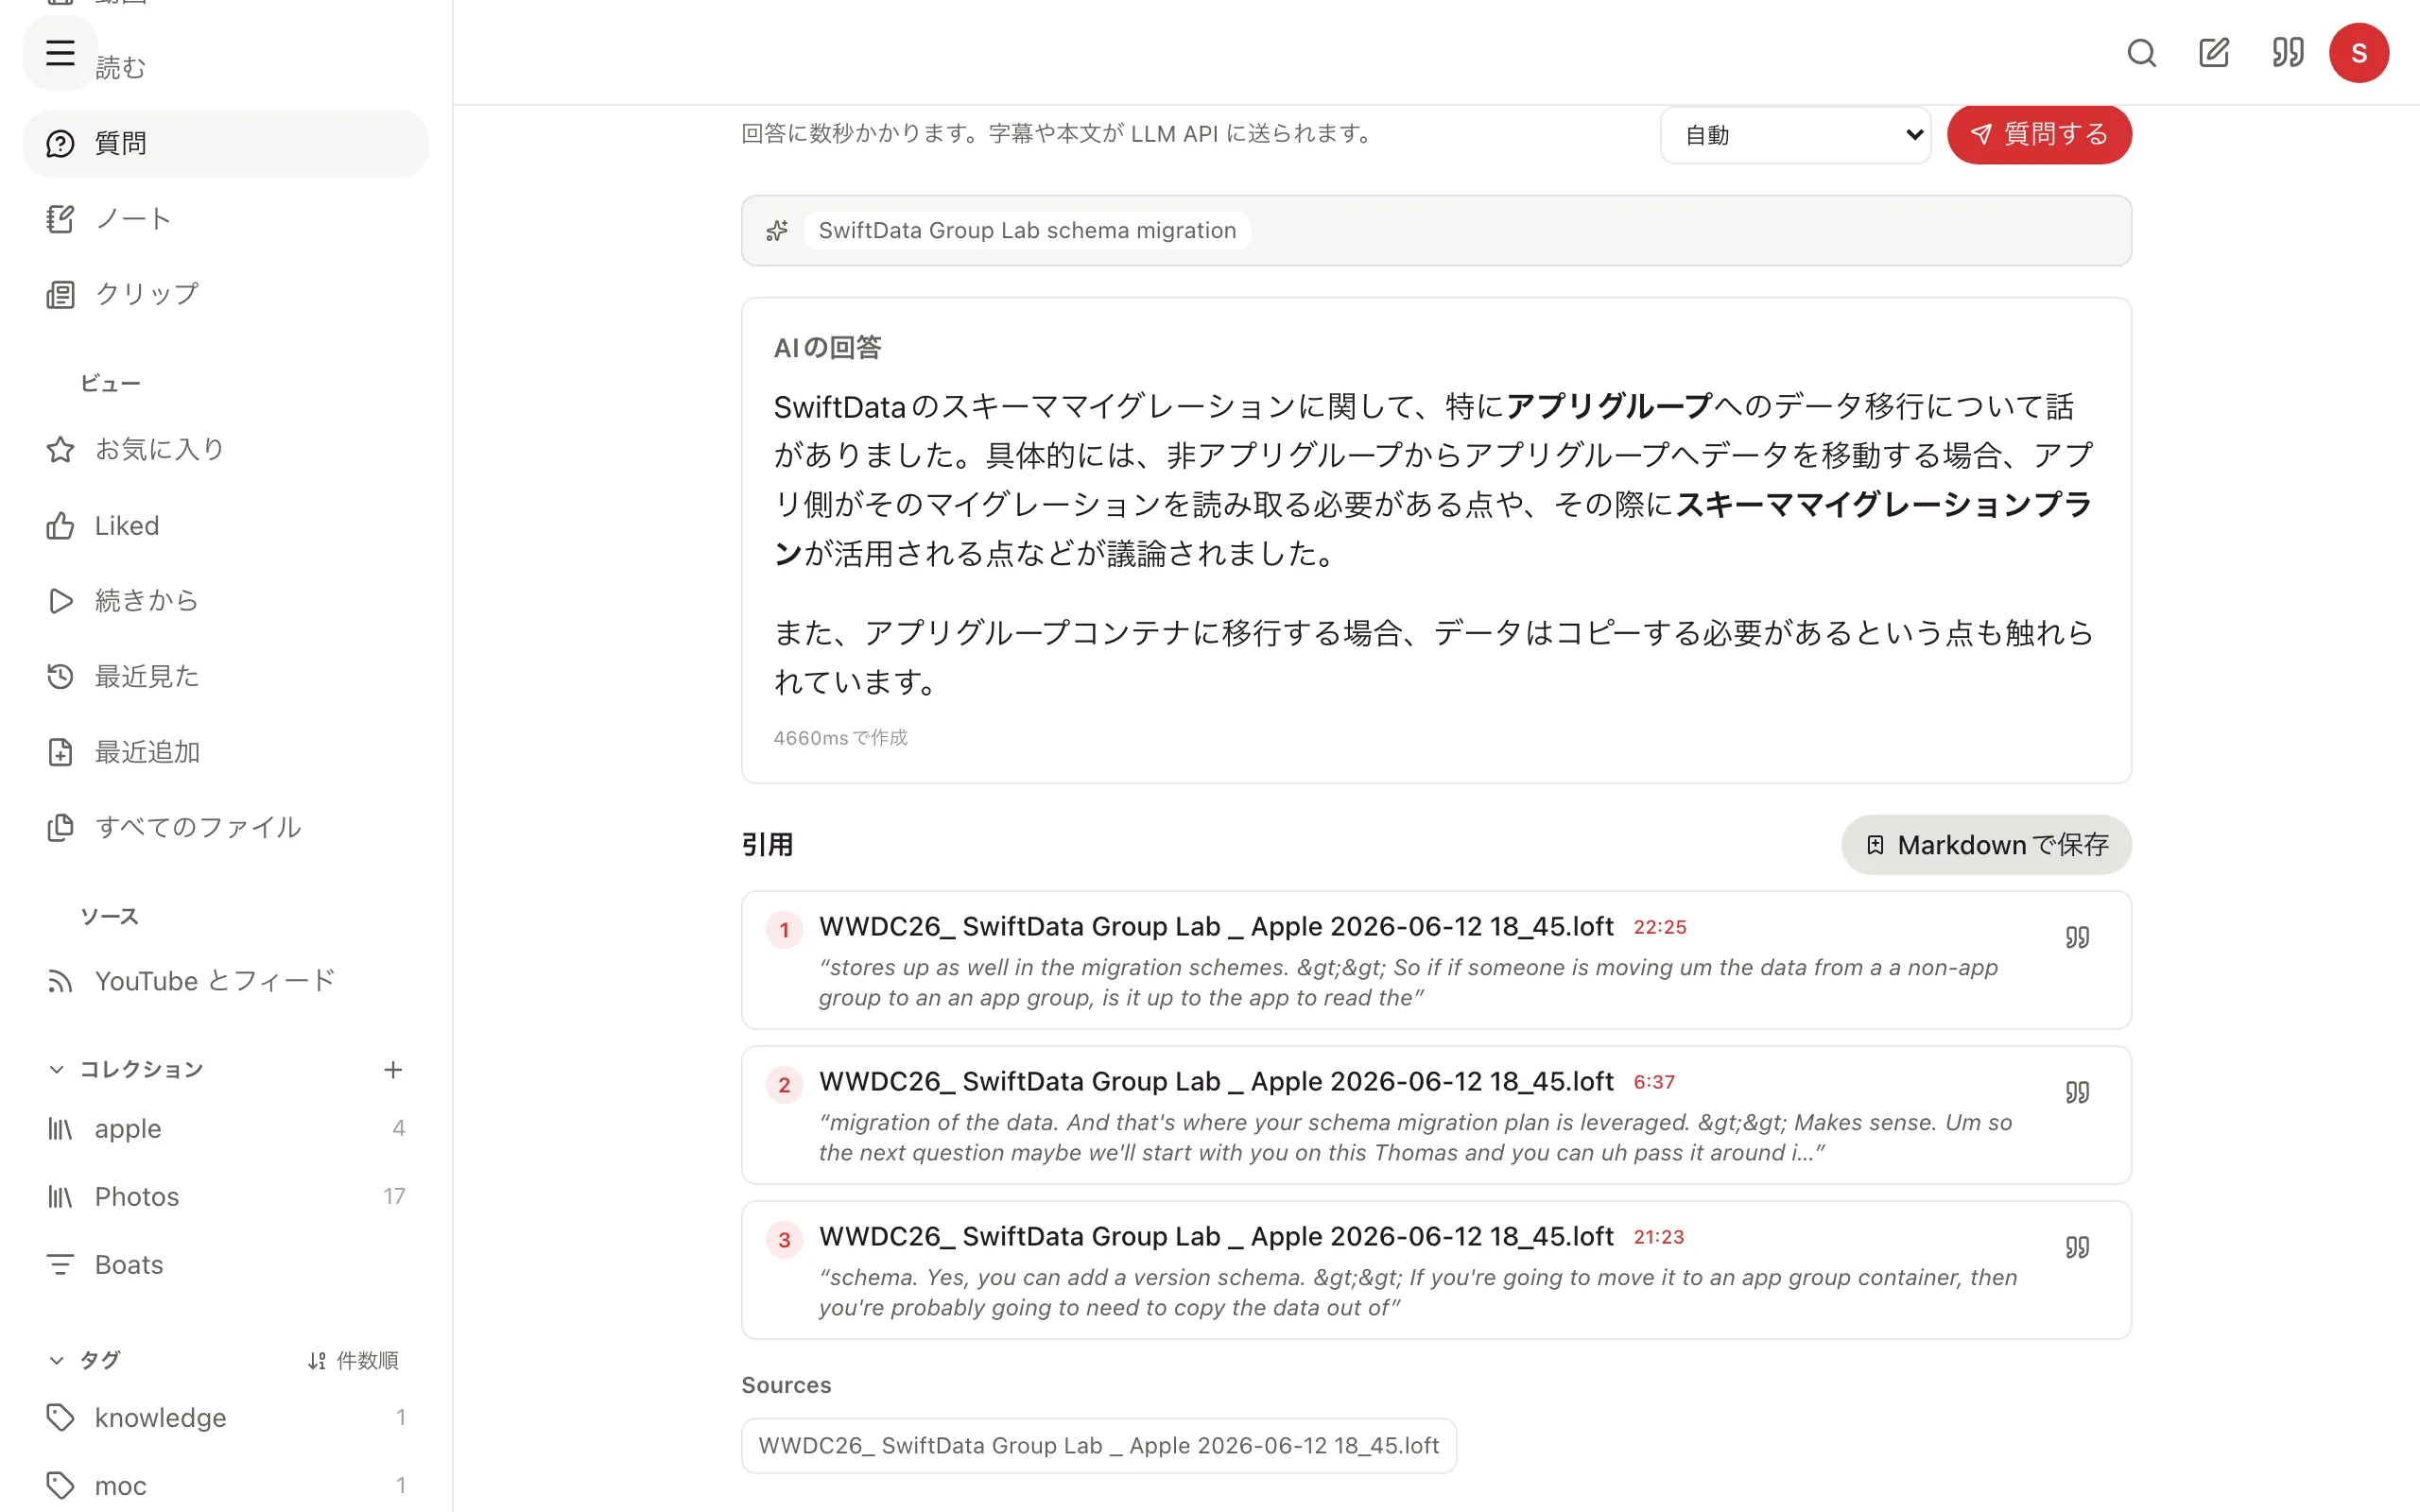 読む
質問
ノート
クリップ
ビュー
お気に入り
Liked
続きから
最近見た
最近追加
すべてのファイル
ソース
YouTube とフィード
コレクション
apple 4
Photos 17
Boats
タグ 件数順
knowledge 1
moc 1
S
回答に数秒かかります。字幕や本文が LLM API に送られます。
自動
質問する
SwiftData Group Lab schema migration
AIの回答
SwiftDataのスキーママイグレーションに関して、特にアプリグループへのデータ移行について話
がありました。具体的には、非アプリグループからアプリグループへデータを移動する場合、アプ
リ側がそのマイグレーションを読み取る必要がある点や、その際にスキーママイグレーションプラ
ンが活用される点などが議論されました。
また、アプリグループコンテナに移行する場合、データはコピーする必要があるという点も触れら
れています。
4660msで作成
引用
Markdownで保存
1 WWDC26_ SwiftData Group Lab _ Apple 2026-06-12 18_45.loft 22:25
“stores up as well in the migration schemes. &gt;&gt; So if if someone is moving um the data from a a non-app
group to an an app group, is it up to the app to read the”
2 WWDC26_ SwiftData Group Lab _ Apple 2026-06-12 18_45.loft 6:37
“migration of the data. And that's where your schema migration plan is leveraged. &gt;&gt; Makes sense. Um so
the next question maybe we'll start with you on this Thomas and you can uh pass it around i...”
3 WWDC26_ SwiftData Group Lab _ Apple 2026-06-12 18_45.loft 21:23
“schema. Yes, you can add a version schema. &gt;&gt; If you're going to move it to an app group container, then
you're probably going to need to copy the data out of”
Sources
WWDC26_ SwiftData Group Lab _ Apple 2026-06-12 18_45.loft